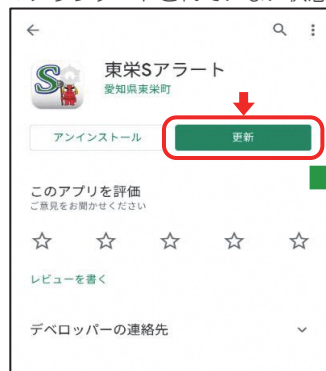 東栄Sアラート
愛知県東栄町
アンインストール
更新
このアプリを評価
ご意見をお聞かせください
レビューを書く
デベロッパーの連絡先